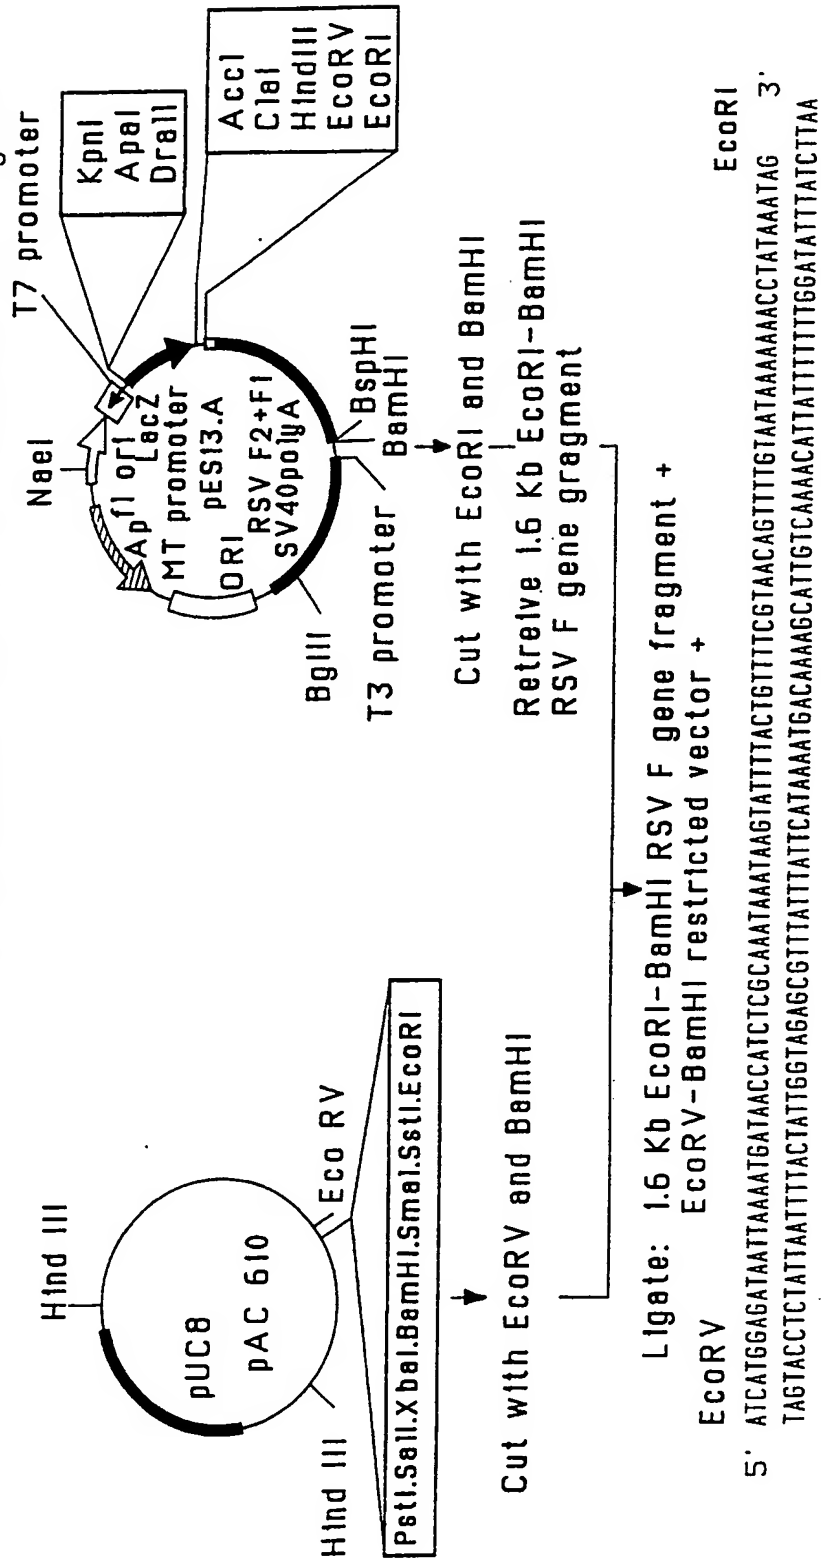 Hind III
pUC8
pAC 610
Hind III
Eco RV
PstI.SalI.XbaI.BamHI.SmaI.SstI.EcoRI
Cut with EcoRV and BamHI
NaeI
T7 promoter
KpnI
ApaI
DraII
Ap
f1 ori
LacZ
MT promoter
pES13.A
ORI
RSV F2+F1
SV40polyA
AccI
ClaI
HindIII
EcoRV
EcoRI
BglII
T3 promoter
BspHI
BamHI
Cut with EcoRI and BamHI
Retreive 1.6 Kb EcoRI-BamHI
RSV F gene gragment
Ligate: 1.6 Kb EcoRI-BamHI RSV F gene fragment +
EcoRV-BamHI restricted vector +
EcoRV EcoRI
5' ATCATGGAGATAATTAAAATGATAACCATCTCGCAAATAAATAAGTATTTTACTGTTTTCGTAACAGTTTTGTAATAAAAAAACCTATAAATAG 3'
TAGTACCTCTATTAATTTTACTATTGGTAGAGCGTTTATTTATTCATAAAATGACAAAAGCATTGTCAAAACATTATTTTTTTGGATATTTATCTTAA